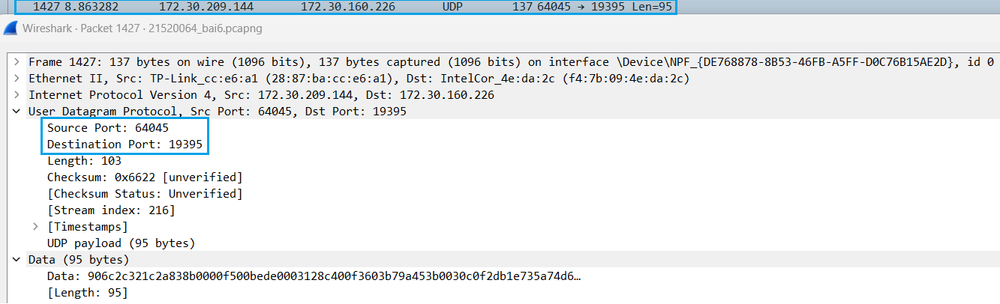 1427 8.863282 172.30.209.144 172.30.160.226 UDP 137 64045 → 19395 Len=95
Wireshark · Packet 1427 · 21520064_bai6.pcapng
Frame 1427: 137 bytes on wire (1096 bits), 137 bytes captured (1096 bits) on interface \Device\NPF_{DE768878-8B53-46FB-A5FF-D0C76B15AE2D}, id 0
Ethernet II, Src: TP-Link_cc:e6:a1 (28:87:ba:cc:e6:a1), Dst: IntelCor_4e:da:2c (f4:7b:09:4e:da:2c)
Internet Protocol Version 4, Src: 172.30.209.144, Dst: 172.30.160.226
User Datagram Protocol, Src Port: 64045, Dst Port: 19395
Source Port: 64045
Destination Port: 19395
Length: 103
Checksum: 0x6622 [unverified]
[Checksum Status: Unverified]
[Stream index: 216]
[Timestamps]
UDP payload (95 bytes)
Data (95 bytes)
Data: 906c2c321c2a838b0000f500bede0003128c400f3603b79a453b0030c0f2db1e735a74d6…
[Length: 95]